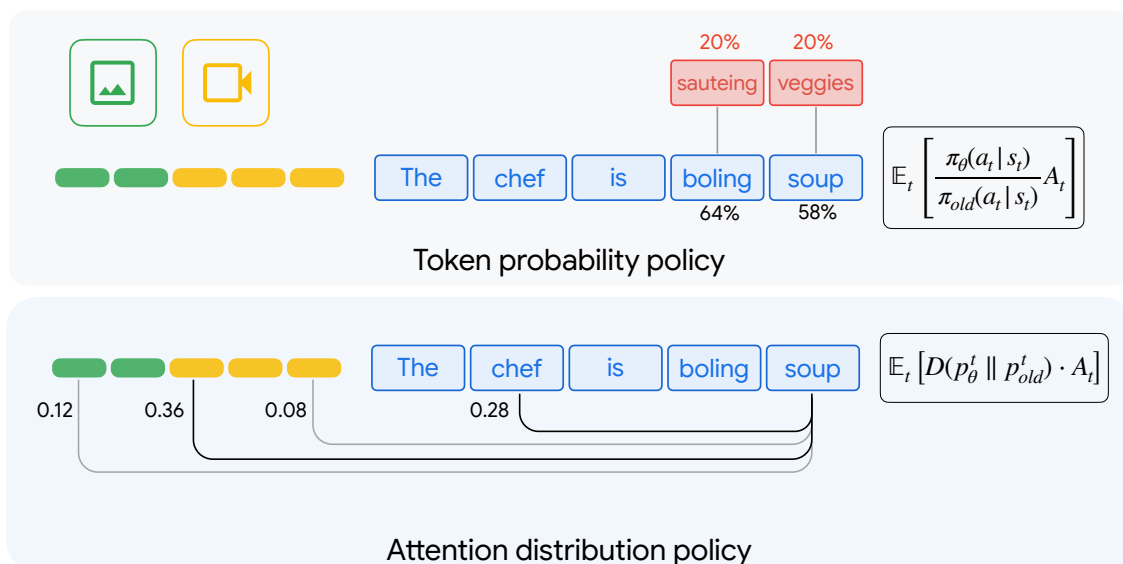 20% 20%
sauteing veggies
The chef is boling soup
64% 58%
𝔼_t [π_θ(a_t | s_t) / π_old(a_t | s_t) A_t]
Token probability policy
The chef is boling soup
𝔼_t [D(p_θ^t ∥ p_old^t) · A_t]
0.12 0.36 0.08 0.28
Attention distribution policy